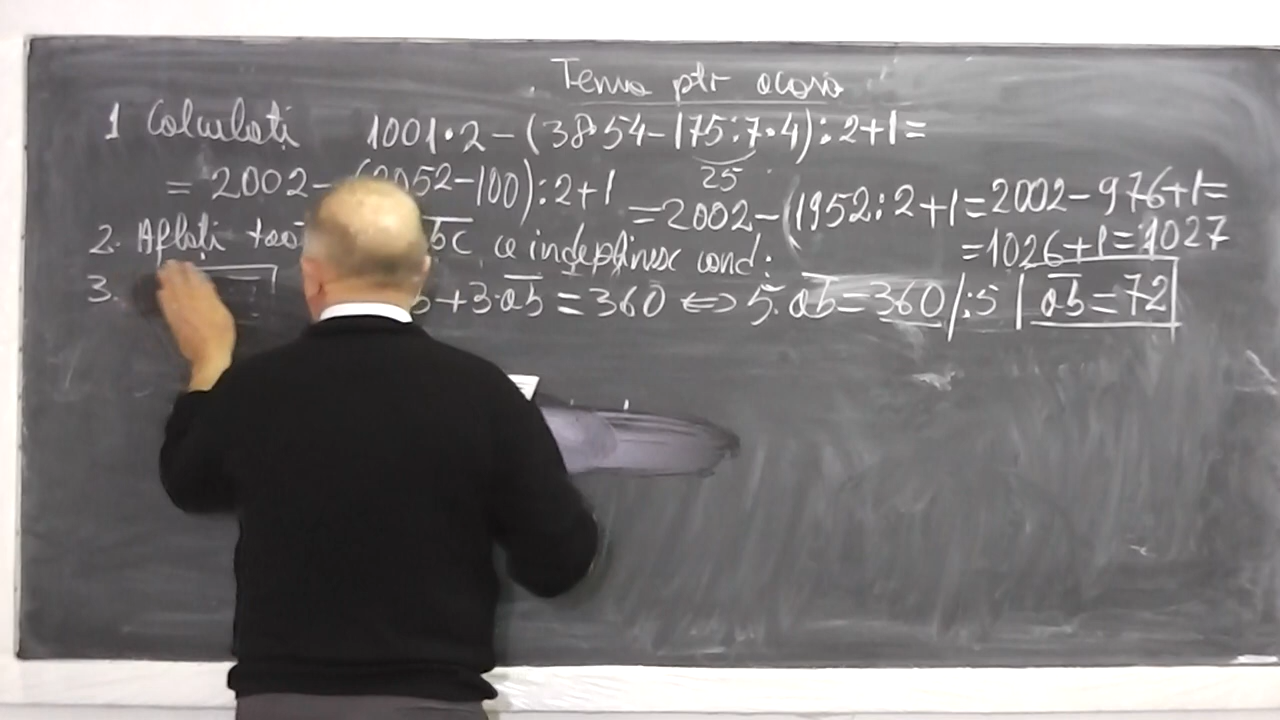 Tema ptr acasă
1 Calculați 1001·2-(38·54-175:7·4):2+1=
25
= 2002-(2052-100):2+1 =2002-(1952:2+1=2002-976+1=
=1026+1=1027
2. Aflați bc ce îndeplinesc cond:
3. b+3·ab=360 ⇔ 5·ab=360/:5 | ab=72